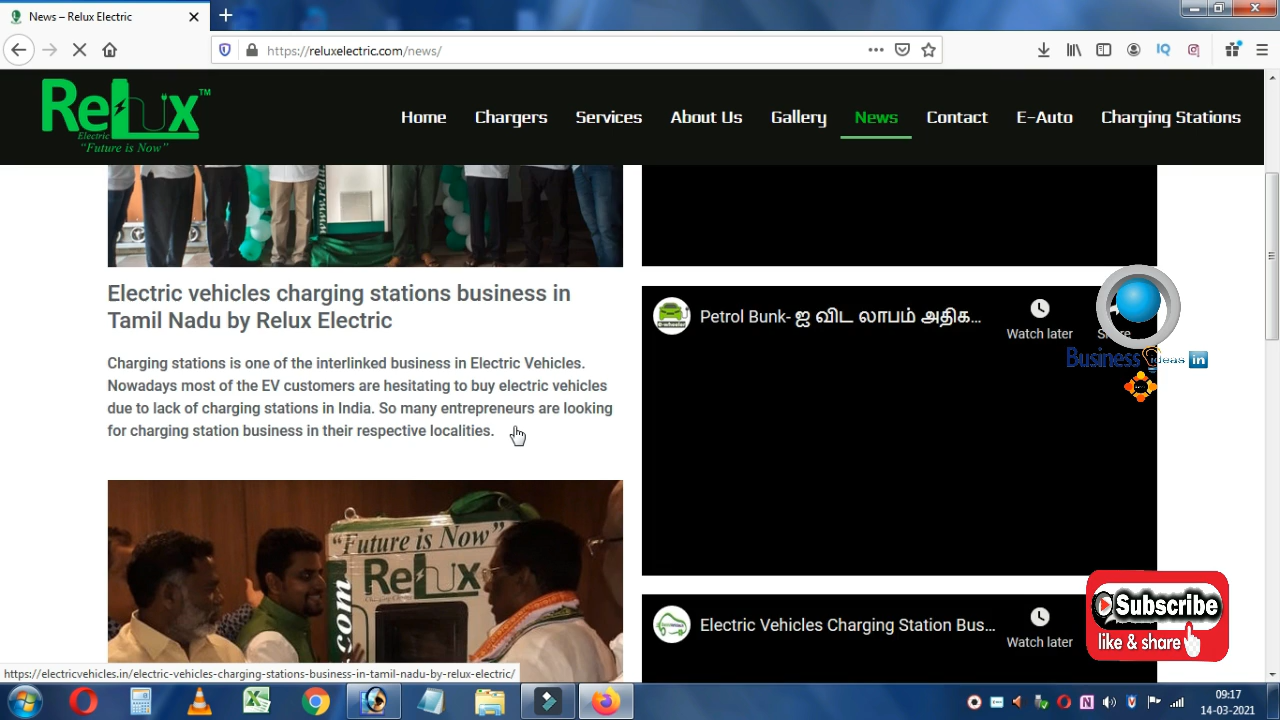 News – Relux Electric
https://reluxelectric.com/news/
IQ
Relux™
Electric
"Future is Now"
Home
Chargers
Services
About Us
Gallery
News
Contact
E-Auto
Charging Stations
Electric vehicles charging stations business in
Tamil Nadu by Relux Electric
Charging stations is one of the interlinked business in Electric Vehicles.
Nowadays most of the EV customers are hesitating to buy electric vehicles
due to lack of charging stations in India. So many entrepreneurs are looking
for charging station business in their respective localities.
Petrol Bunk- ஐ விட லாபம் அதிக...
Watch later
Share
Business Ideas in
"Future is Now"
Relux
Electric Vehicles Charging Station Bus...
Watch later
Subscribe
like & share
https://electricvehicles.in/electric-vehicles-charging-stations-business-in-tamil-nadu-by-relux-electric/
09:17
14-03-2021